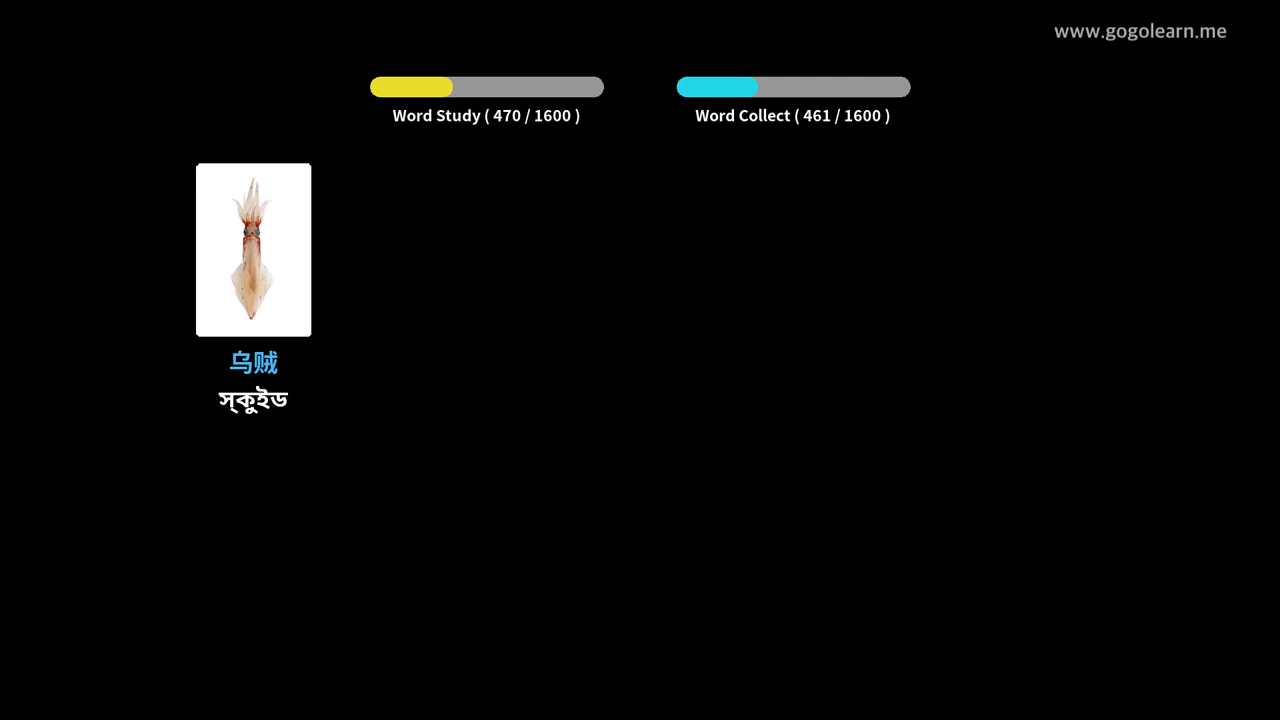 www.gogolearn.me
Word Study ( 470 / 1600 )
Word Collect ( 461 / 1600 )
乌贼
স্কুইড